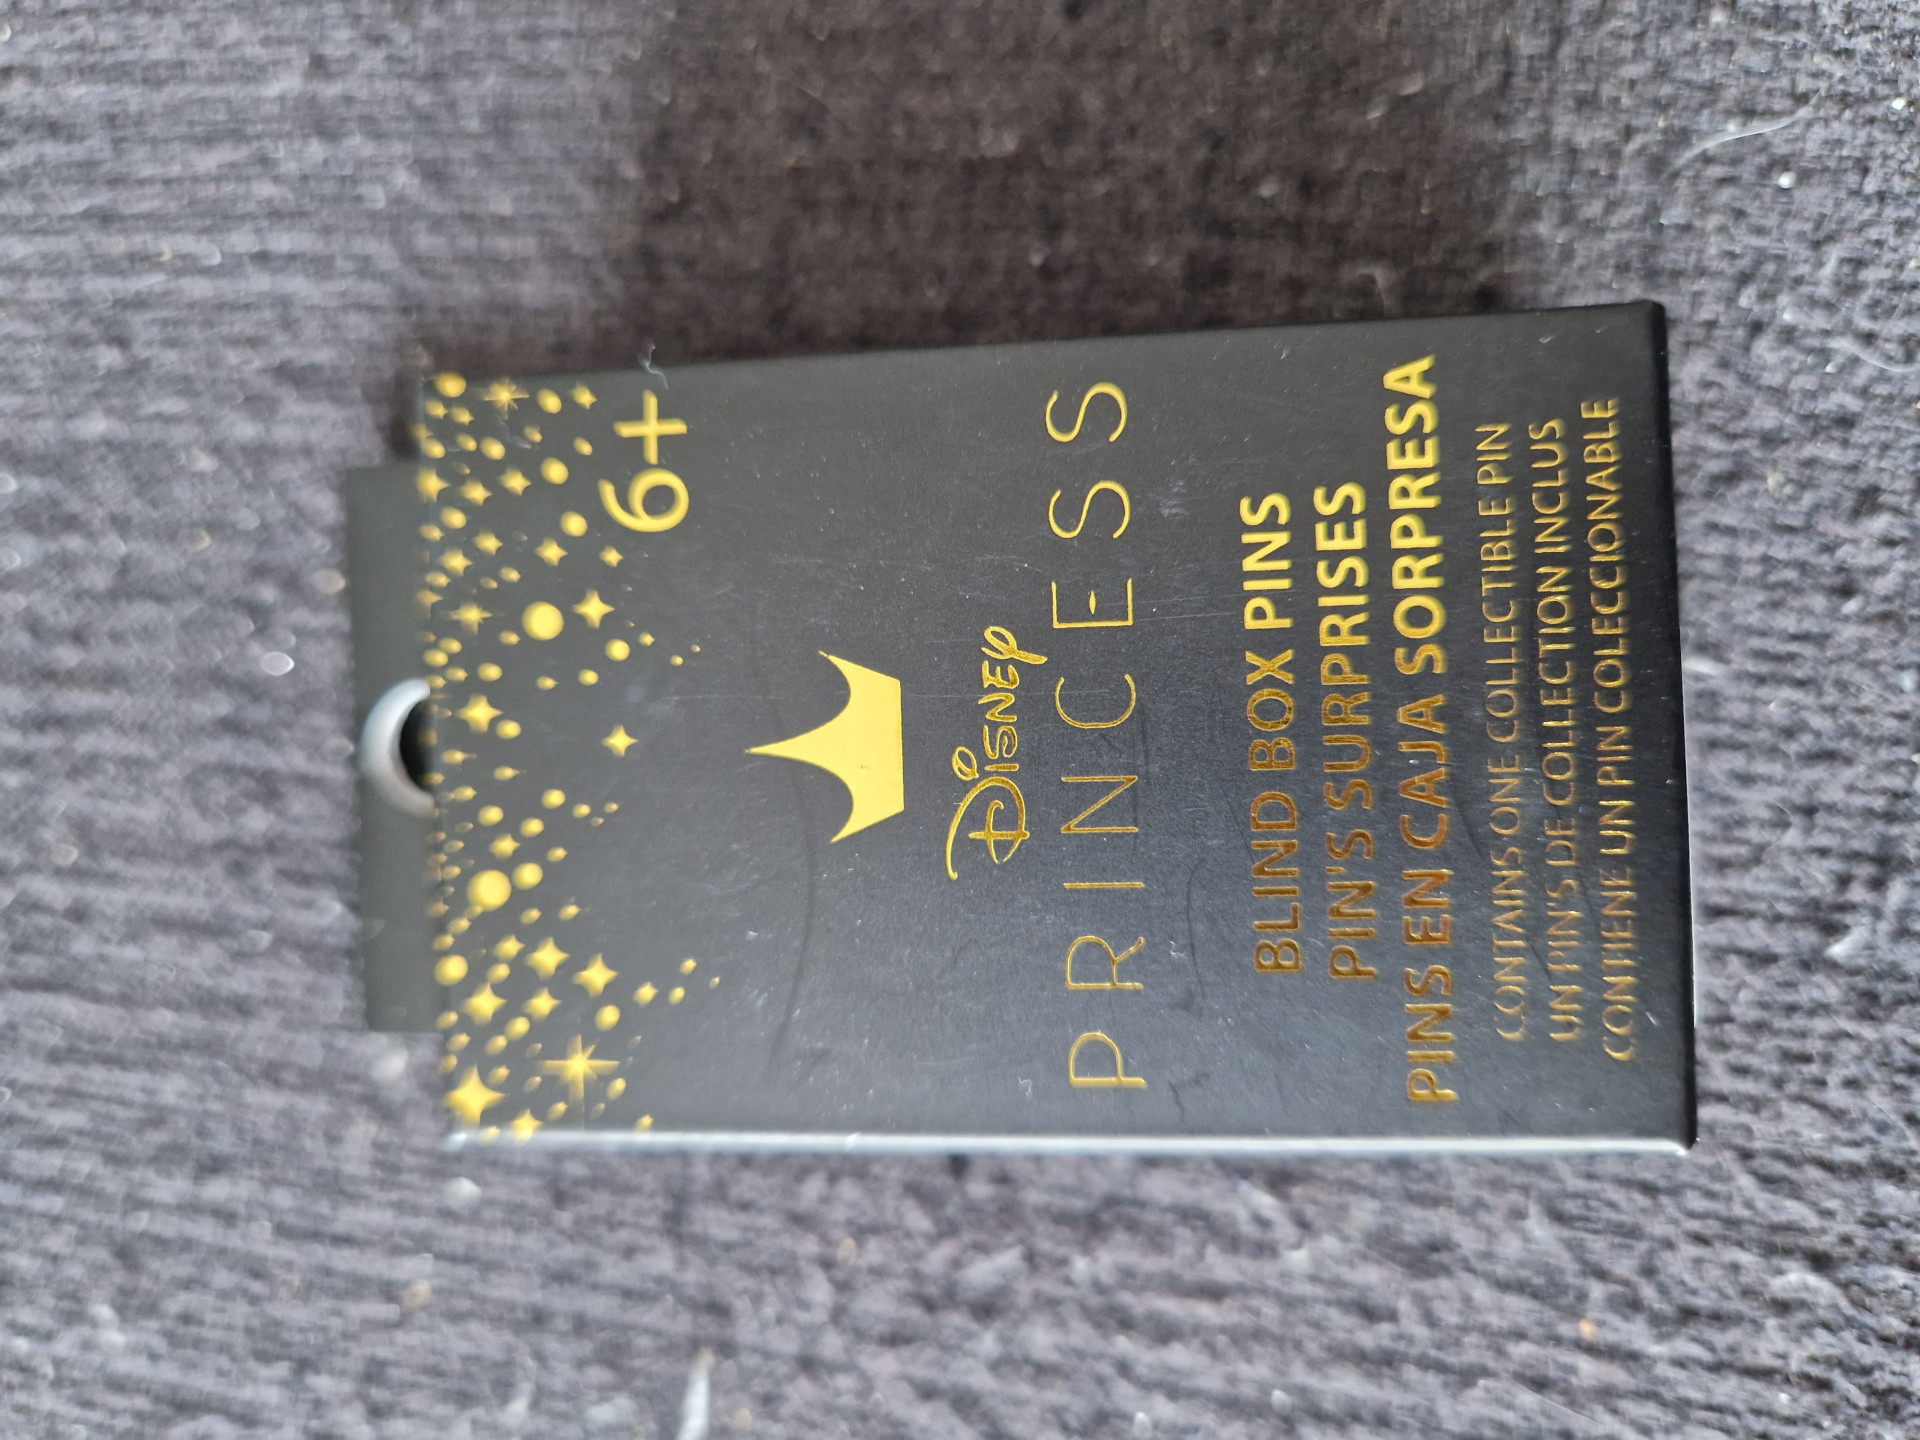 6+
Disney
PRINCESS
BLIND BOX PINS
PIN'S SURPRISES
PINS EN CAJA SORPRESA
CONTAINS ONE COLLECTIBLE PIN
UN PIN'S DE COLLECTION INCLUS
CONTIENE UN PIN COLECCIONABLE